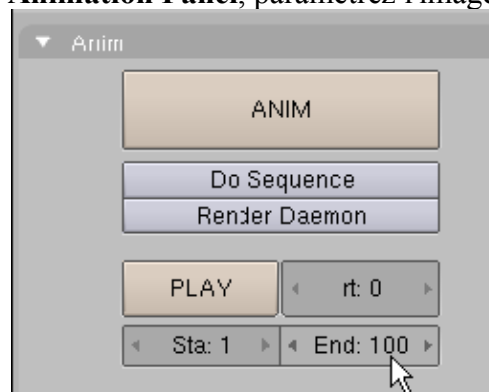 Animation Panel, paramétrez l'image
Anim
ANIM
Do Sequence
Render Daemon
PLAY rt: 0
Sta: 1 End: 100